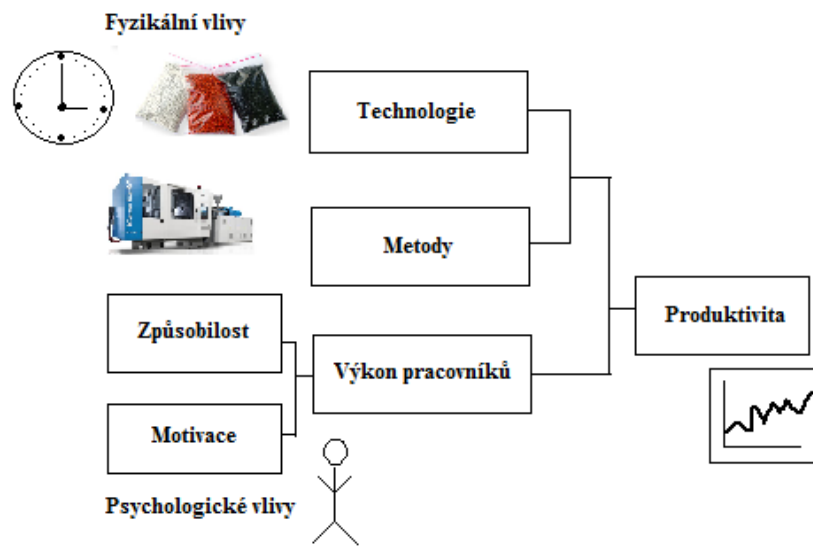 Fyzikální vlivy
Technologie
Metody
Způsobilost
Výkon pracovníků
Produktivita
Motivace
Psychologické vlivy